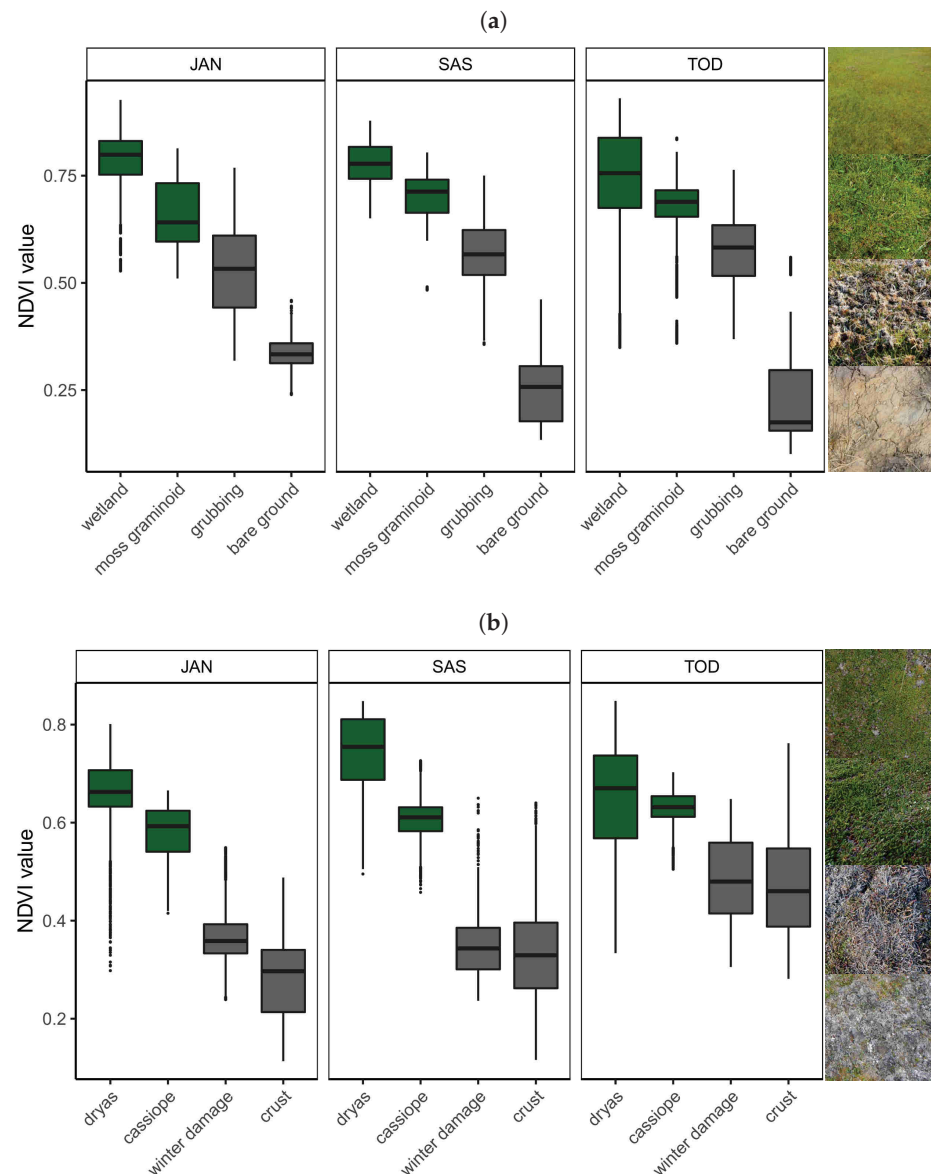 (a)
JAN SAS TOD
NDVI value
0.75
0.50
0.25
wetland moss graminoid grubbing bare ground wetland moss graminoid grubbing bare ground wetland moss graminoid grubbing bare ground
(b)
JAN SAS TOD
NDVI value
0.8
0.6
0.4
0.2
dryas cassiope winter damage crust dryas cassiope winter damage crust dryas cassiope winter damage crust